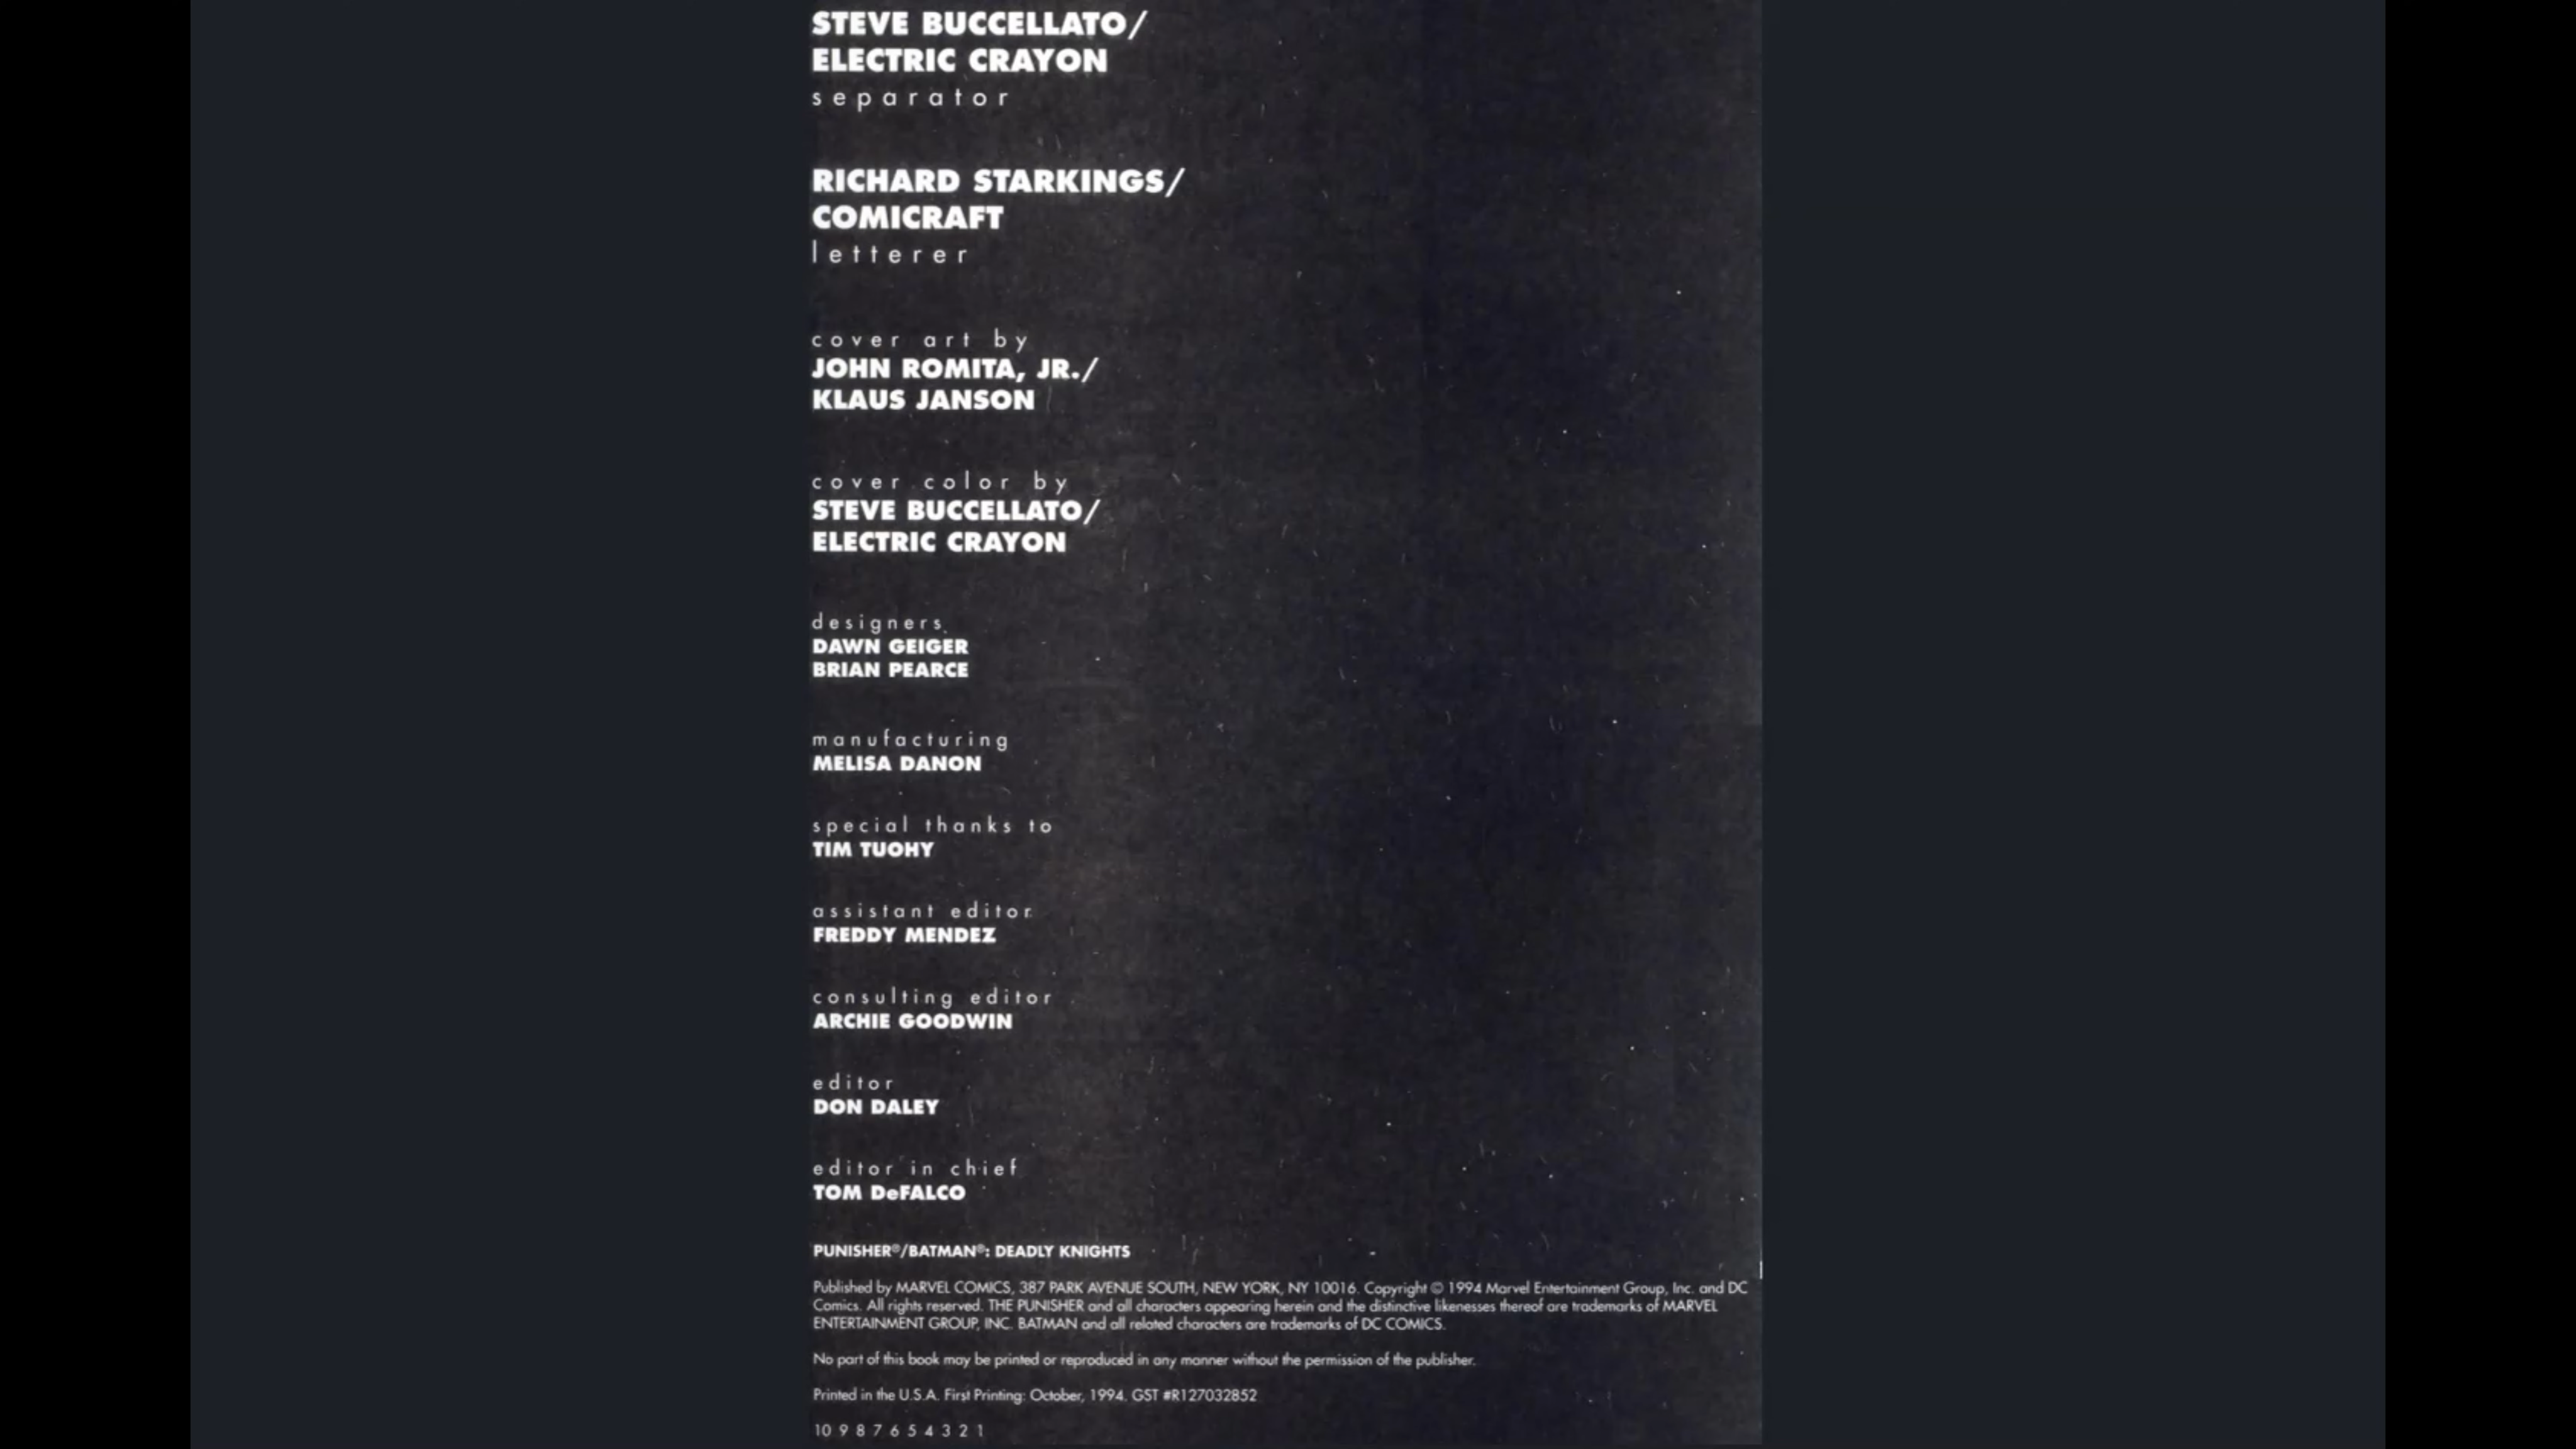 STEVE BUCCELLATO/
ELECTRIC CRAYON
separator
RICHARD STARKINGS/
COMICRAFT
letterer
cover art by
JOHN ROMITA, JR./
KLAUS JANSON
cover color by
STEVE BUCCELLATO/
ELECTRIC CRAYON
designers
DAWN GEIGER
BRIAN PEARCE
manufacturing
MELISA DANON
special thanks to
TIM TUOHY
assistant editor
FREDDY MENDEZ
consulting editor
ARCHIE GOODWIN
editor
DON DALEY
editor in chief
TOM DeFALCO
PUNISHER®/BATMAN®: DEADLY KNIGHTS
Published by MARVEL COMICS, 387 PARK AVENUE SOUTH, NEW YORK, NY 10016. Copyright © 1994 Marvel Entertainment Group, Inc. and DC
Comics. All rights reserved. THE PUNISHER and all characters appearing herein and the distinctive likenesses thereof are trademarks of MARVEL
ENTERTAINMENT GROUP, INC. BATMAN and all related characters are trademarks of DC COMICS.
No part of this book may be printed or reproduced in any manner without the permission of the publisher.
Printed in the U.S.A. First Printing: October, 1994. GST #R127032852
10 9 8 7 6 5 4 3 2 1